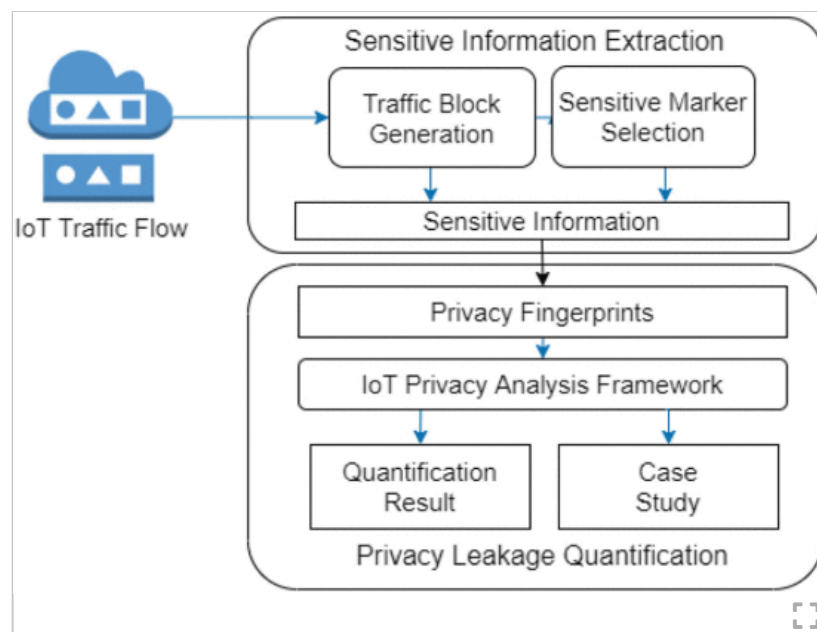 Sensitive Information Extraction
Traffic Block
Generation
Sensitive Marker
Selection
IoT Traffic Flow
Sensitive Information
Privacy Fingerprints
IoT Privacy Analysis Framework
Quantification
Result
Case
Study
Privacy Leakage Quantification